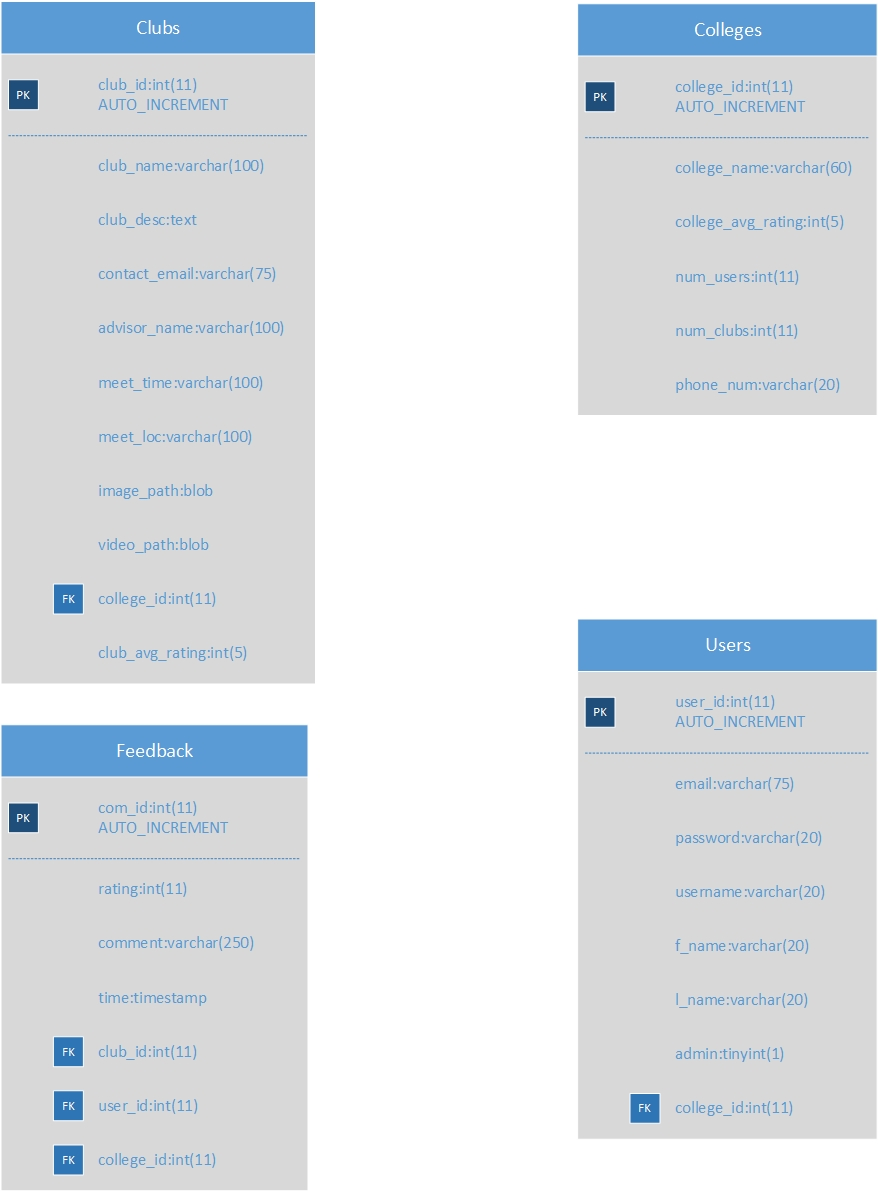 Clubs
PK
club_id:int(11)
AUTO_INCREMENT
club_name:varchar(100)
club_desc:text
contact_email:varchar(75)
advisor_name:varchar(100)
meet_time:varchar(100)
meet_loc:varchar(100)
image_path:blob
video_path:blob
FK college_id:int(11)
club_avg_rating:int(5)
Colleges
PK
college_id:int(11)
AUTO_INCREMENT
college_name:varchar(60)
college_avg_rating:int(5)
num_users:int(11)
num_clubs:int(11)
phone_num:varchar(20)
Feedback
PK
com_id:int(11)
AUTO_INCREMENT
rating:int(11)
comment:varchar(250)
time:timestamp
FK club_id:int(11)
FK user_id:int(11)
FK college_id:int(11)
Users
PK
user_id:int(11)
AUTO_INCREMENT
email:varchar(75)
password:varchar(20)
username:varchar(20)
f_name:varchar(20)
l_name:varchar(20)
admin:tinyint(1)
FK college_id:int(11)